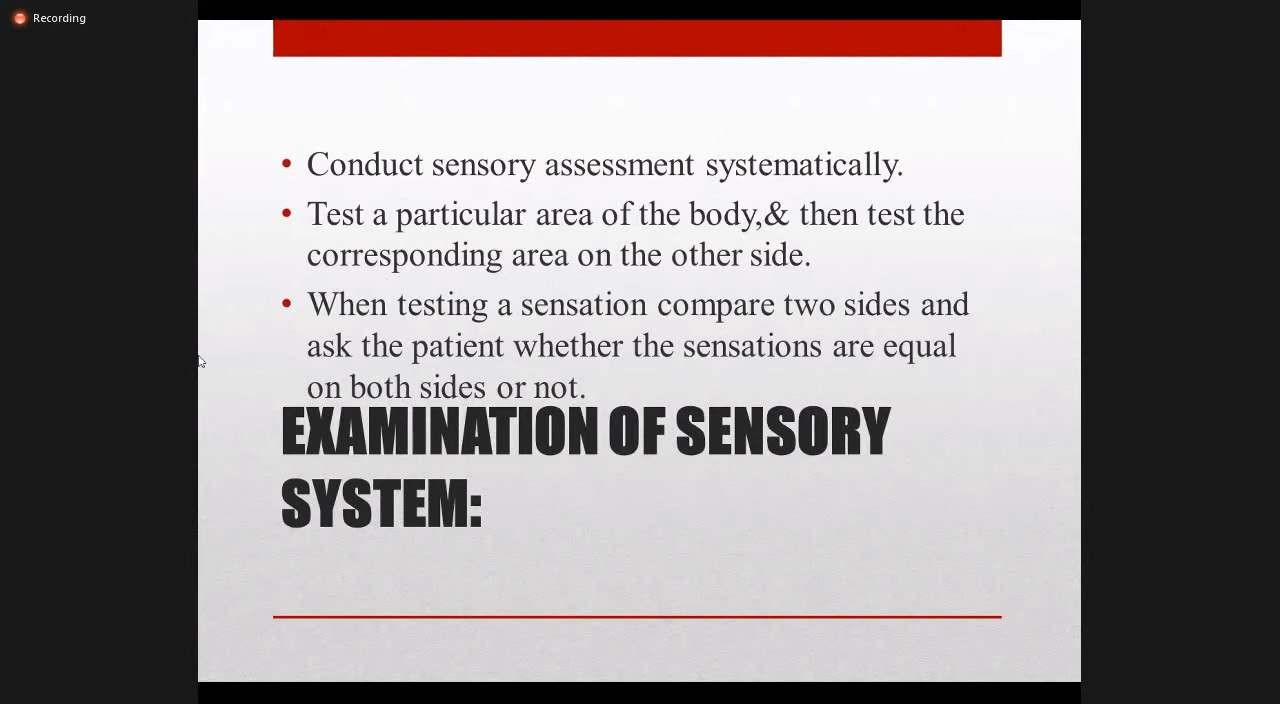 Recording
• Conduct sensory assessment systematically.
• Test a particular area of the body,& then test the
corresponding area on the other side.
• When testing a sensation compare two sides and
ask the patient whether the sensations are equal
on both sides or not.
EXAMINATION OF SENSORY
SYSTEM: